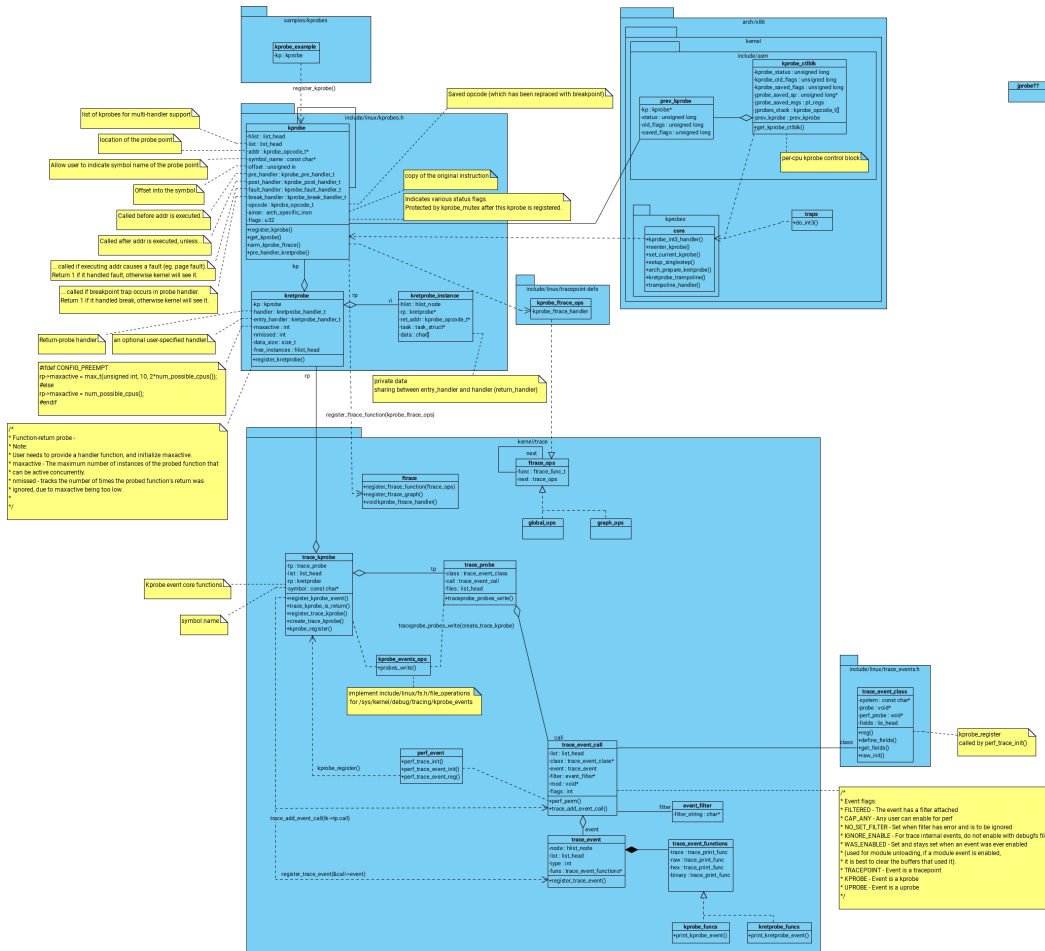 samples/kprobes
kprobe_example
-kp : kprobe
register_kprobe()
arch/x86
kernel
include/asm
kprobe_ctlblk
-kprobe_status : unsigned long
-kprobe_old_flags : unsigned long
-kprobe_saved_flags : unsigned long
-jprobe_saved_sp : unsigned long*
-jprobe_saved_regs : pt_regs
-jprobes_stack : kprobe_opcode_t[]
-prev_kprobe : prev_kprobe
+get_kprobe_ctlblk()
prev_kprobe
-kp : kprobe*
-status : unsigned long
-old_flags : unsigned long
-saved_flags : unsigned long
per-cpu kprobe control block
jprobe??
kprobes
core
+kprobe_int3_handler()
+reenter_kprobe()
+set_current_kprobe()
+setup_singlestep()
+arch_prepare_kretprobe()
+kretprobe_trampoline()
+trampoline_handler()
traps
+do_int3()
Saved opcode (which has been replaced with breakpoint).
list of kprobes for multi-handler support
location of the probe point
Allow user to indicate symbol name of the probe point
Offset into the symbol
Called before addr is executed.
Called after addr is executed, unless...
... called if executing addr causes a fault (eg. page fault).
Return 1 if it handled fault, otherwise kernel will see it.
... called if breakpoint trap occurs in probe handler.
Return 1 if it handled break, otherwise kernel will see it.
include/linux/kprobes.h
kprobe
-hlist : list_head
-list : list_head
-addr : kprobe_opcode_t*
-symbol_name : const char*
-offset : unsigned in
-pre_handler : kprobe_pre_handler_t
-post_handler : kprobe_post_handler_t
-fault_handler : kprobe_fault_handler_t
-break_handler : kprobe_break_handler_t
-opcode : kprobe_opcode_t
-ainsn : arch_specific_insn
-flags : u32
+register_kprobe()
+get_kprobe()
+arm_kprobe_ftrace()
+pre_handler_kretprobe()
copy of the original instruction
Indicates various status flags.
Protected by kprobe_mutex after this kprobe is registered.
kp
kretprobe
-kp : kprobe
-handler : kretprobe_handler_t
-entry_handler : kretprobe_handler_t
-maxactive : int
-nmissed : int
-data_size : size_t
-free_instances : hlist_head
+register_kretprobe()
rp
ri
kretprobe_instance
-hlist : hlist_node
-rp : kretprobe*
-ret_addr : kprobe_opcode_t*
-task : task_struct*
-data : char[]
include/linux/tracepoint-defs
kprobe_ftrace_ops
-kprobe_ftrace_handler
Return-probe handler
an optional user-specified handler
#ifdef CONFIG_PREEMPT
rp->maxactive = max_t(unsigned int, 10, 2*num_possible_cpus());
#else
rp->maxactive = num_possible_cpus();
#endif
rp
private data
sharing between entry_handler and handler (return_handler)
/*
* Function-return probe -
* Note:
* User needs to provide a handler function, and initialize maxactive.
* maxactive - The maximum number of instances of the probed function that
* can be active concurrently.
* nmissed - tracks the number of times the probed function's return was
* ignored, due to maxactive being too low.
*
*/
register_ftrace_function(kprobe_ftrace_ops)
kernel/trace
next
ftrace_ops
-func : ftrace_func_t
-next : trace_ops
ftrace
+register_ftrace_function(ftrace_ops)
+register_ftrace_graph()
+void kprobe_ftrace_handler()
global_ops
graph_ops
Kprobe event core functions
symbol name
trace_kprobe
-tp : trace_probe
-list : list_head
-rp : kretprobe
-symbol : const char*
+register_kprobe_event()
+trace_kprobe_is_return()
+register_trace_kprobe()
+create_trace_kprobe()
+kprobe_register()
tp
trace_probe
-class : trace_event_class
-call : trace_event_call
-files : list_head
+traceprobe_probes_write()
traceprobe_probes_write(create_trace_kprobe)
kprobe_events_ops
+probes_write()
implement include/linux/fs.h/file_operations
for /sys/kernel/debug/tracing/kprobe_events
include/linux/trace_events.h
trace_event_class
-system : const char*
-probe : void*
-perf_probe : void*
-fields : lis_head
+reg()
+define_fields()
+get_fields()
+raw_init()
class
kprobe_register
called by perf_trace_init()
call
trace_event_call
-list : list_head
-class : trace_event_class*
-event : trace_event
-filter : event_filter*
-mod : void*
-flags : int
+perf_perm()
+trace_add_event_call()
perf_event
+perf_trace_init()
+perf_trace_event_init()
+perf_trace_event_reg()
kprobe_register()
filter
event_filter
-filter_string : char*
trace_add_event_call(tk->tp.call)
event
trace_event
-node : hlist_node
-list : list_head
-type : int
-funs : trace_event_functions*
+register_trace_event()
trace_event_functions
-trace : trace_print_func
-raw : trace_print_func
-hex : trace_print_func
-binary : trace_print_func
register_trace_event(&call->event)
kprobe_funcs
+print_kprobe_event()
kretprobe_funcs
+print_kretprobe_event()
/*
* Event flags:
* FILTERED - The event has a filter attached
* CAP_ANY - Any user can enable for perf
* NO_SET_FILTER - Set when filter has error and is to be ignored
* IGNORE_ENABLE - For trace internal events, do not enable with debugfs fil
* WAS_ENABLED - Set and stays set when an event was ever enabled
* (used for module unloading, if a module event is enabled,
* it is best to clear the buffers that used it).
* TRACEPOINT - Event is a tracepoint
* KPROBE - Event is a kprobe
* UPROBE - Event is a uprobe
*/